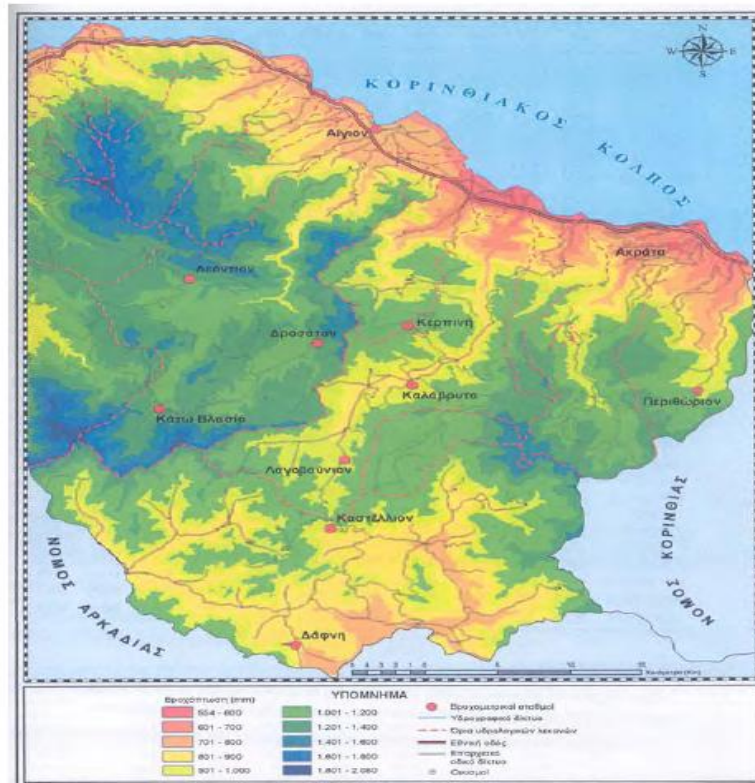 N
W E
S
ΚΟΡΙΝΘΙΑΚΟΣ ΚΟΛΠΟΣ
Αίγιον
Ακράτα
Λεόντιον
Δροσάτον
Κερπινή
Καλάβρυτα
Περιθώριον
Κάτω Βλασία
Λαγοβούνιον
Καστέλλιον
ΝΟΜΟΣ ΚΟΡΙΝΘΙΑΣ
ΝΟΜΟΣ ΑΡΚΑΔΙΑΣ
Δάφνη
ΥΠΟΜΝΗΜΑ
Βροχόπτωση (mm)
554 - 600
601 - 700
701 - 800
801 - 900
901 - 1.000
1.001 - 1.200
1.201 - 1.400
1.401 - 1.600
1.601 - 1.800
1.801 - 2.060
Βροχομετρικοί σταθμοί
Υδρογραφικό δίκτυο
Όρια υδρολογικών λεκανών
Εθνική οδός
οδικό δίκτυο
Οικισμοί